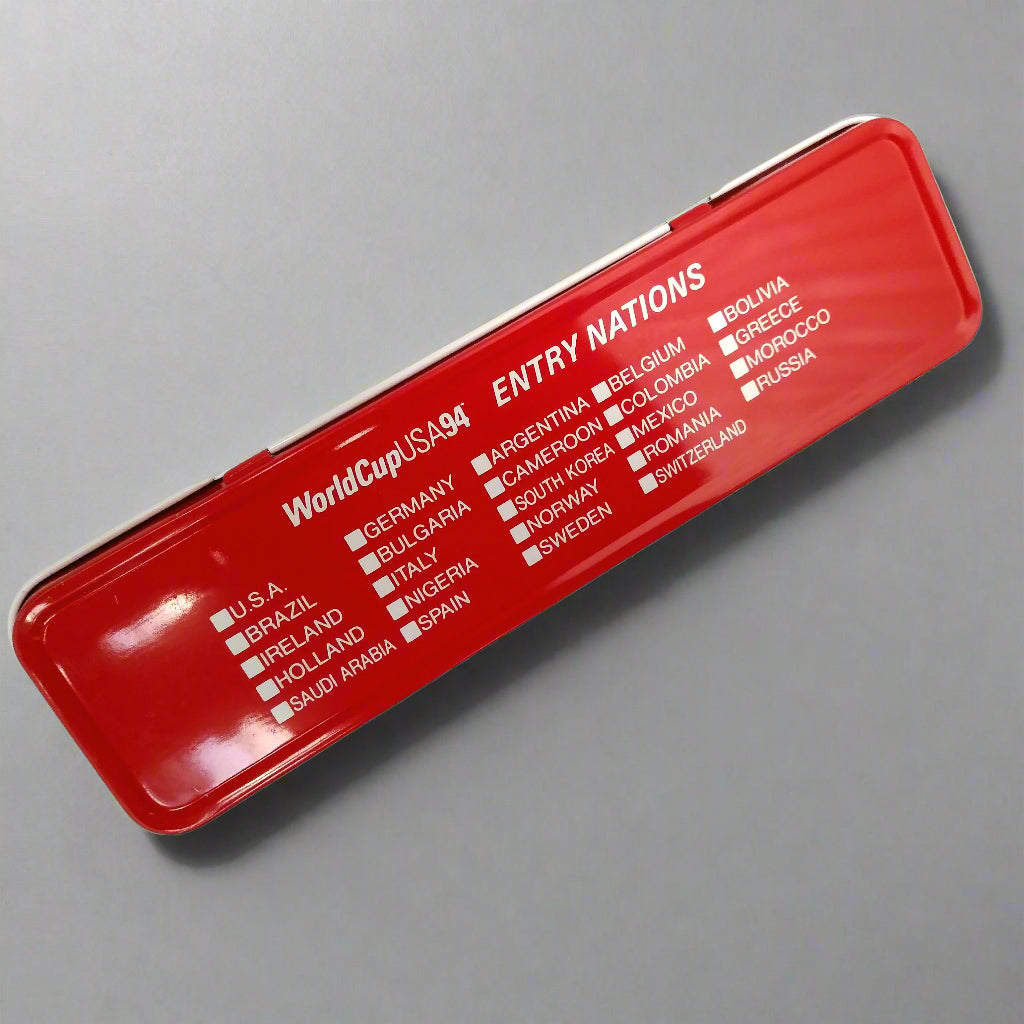 WorldCupUSA94 ENTRY NATIONS
U.S.A.
BRAZIL
IRELAND
HOLLAND
SAUDI ARABIA
GERMANY
BULGARIA
ITALY
NIGERIA
SPAIN
ARGENTINA
CAMEROON
SOUTH KOREA
NORWAY
SWEDEN
BELGIUM
COLOMBIA
MEXICO
ROMANIA
SWITZERLAND
BOLIVIA
GREECE
MOROCCO
RUSSIA